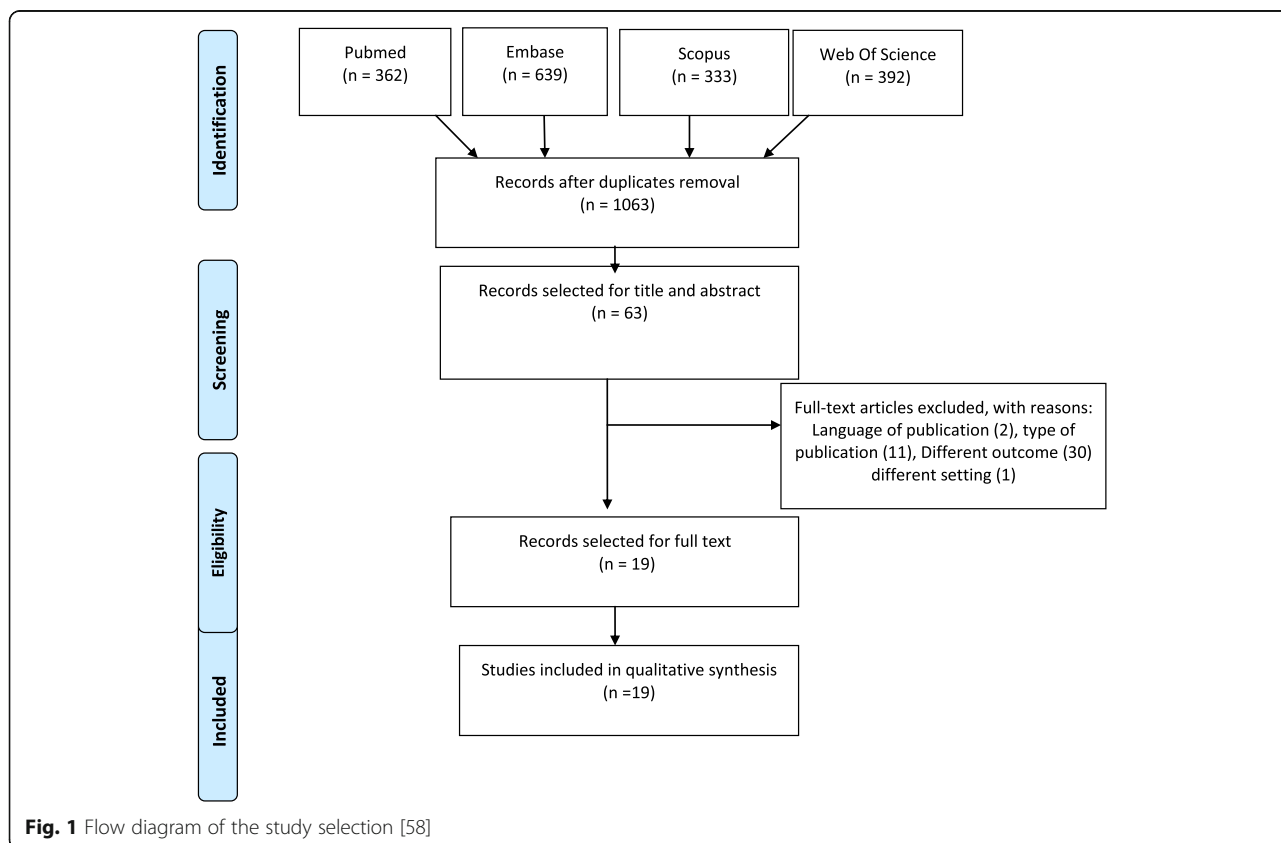 Identification
Pubmed
(n = 362)
Embase
(n = 639)
Scopus
(n = 333)
Web Of Science
(n = 392)
Records after duplicates removal
(n = 1063)
Screening
Records selected for title and abstract
(n = 63)
Full-text articles excluded, with reasons:
Language of publication (2), type of
publication (11), Different outcome (30)
different setting (1)
Eligibility
Records selected for full text
(n = 19)
Included
Studies included in qualitative synthesis
(n =19)
Fig. 1 Flow diagram of the study selection [58]